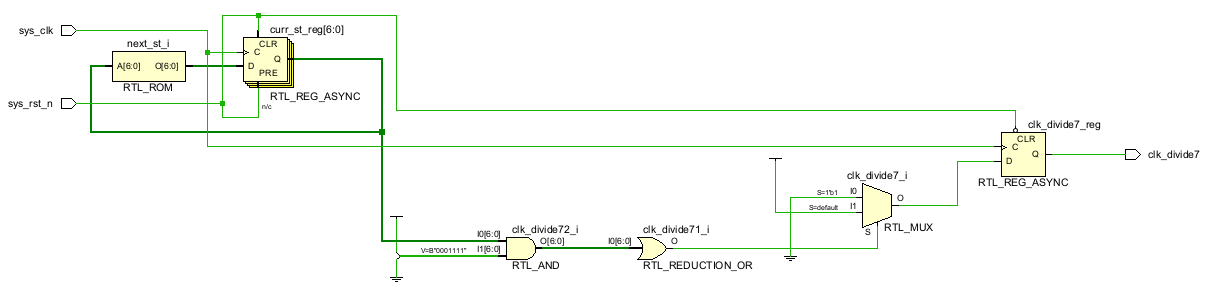 sys_clk
sys_rst_n
next_st_i
A[6:0] O[6:0]
RTL_ROM
curr_st_reg[6:0]
CLR
C
Q
D
PRE
n/c
RTL_REG_ASYNC
clk_divide7_reg
CLR
C
Q
D
RTL_REG_ASYNC
clk_divide7
clk_divide7_i
S=1'b1 I0
O
S=default I1
S
RTL_MUX
clk_divide72_i
I0[6:0]
O[6:0]
V=B"0001111" I1[6:0]
RTL_AND
clk_divide71_i
I0[6:0] O
RTL_REDUCTION_OR